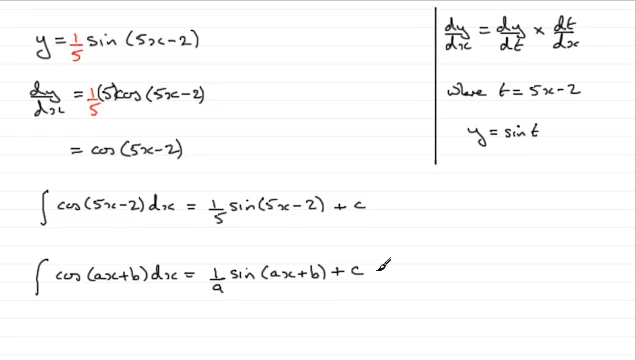 y = 1/5 sin (5x-2)
dy/dx = 1/5 (5)cos (5x-2)
= cos (5x-2)
∫ cos(5x-2) dx = 1/5 sin(5x-2) + c
∫ cos(ax+b) dx = 1/a sin(ax+b) + c
dy/dx = dy/dt × dt/dx
where t = 5x-2
y = sin t